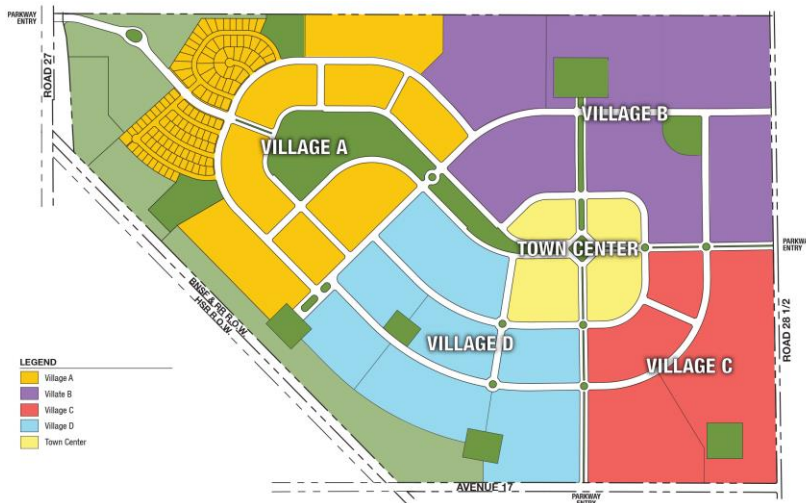 PARKWAY
ENTRY
ROAD 27
VILLAGE A
VILLAGE B
TOWN CENTER
PARKWAY
ENTRY
BNSF & RR R.O.W.
HSR R.O.W.
ROAD 28 1/2
VILLAGE D
VILLAGE C
LEGEND
Village A
Villate B
Village C
Village D
Town Center
AVENUE 17
PARKWAY
ENTRY